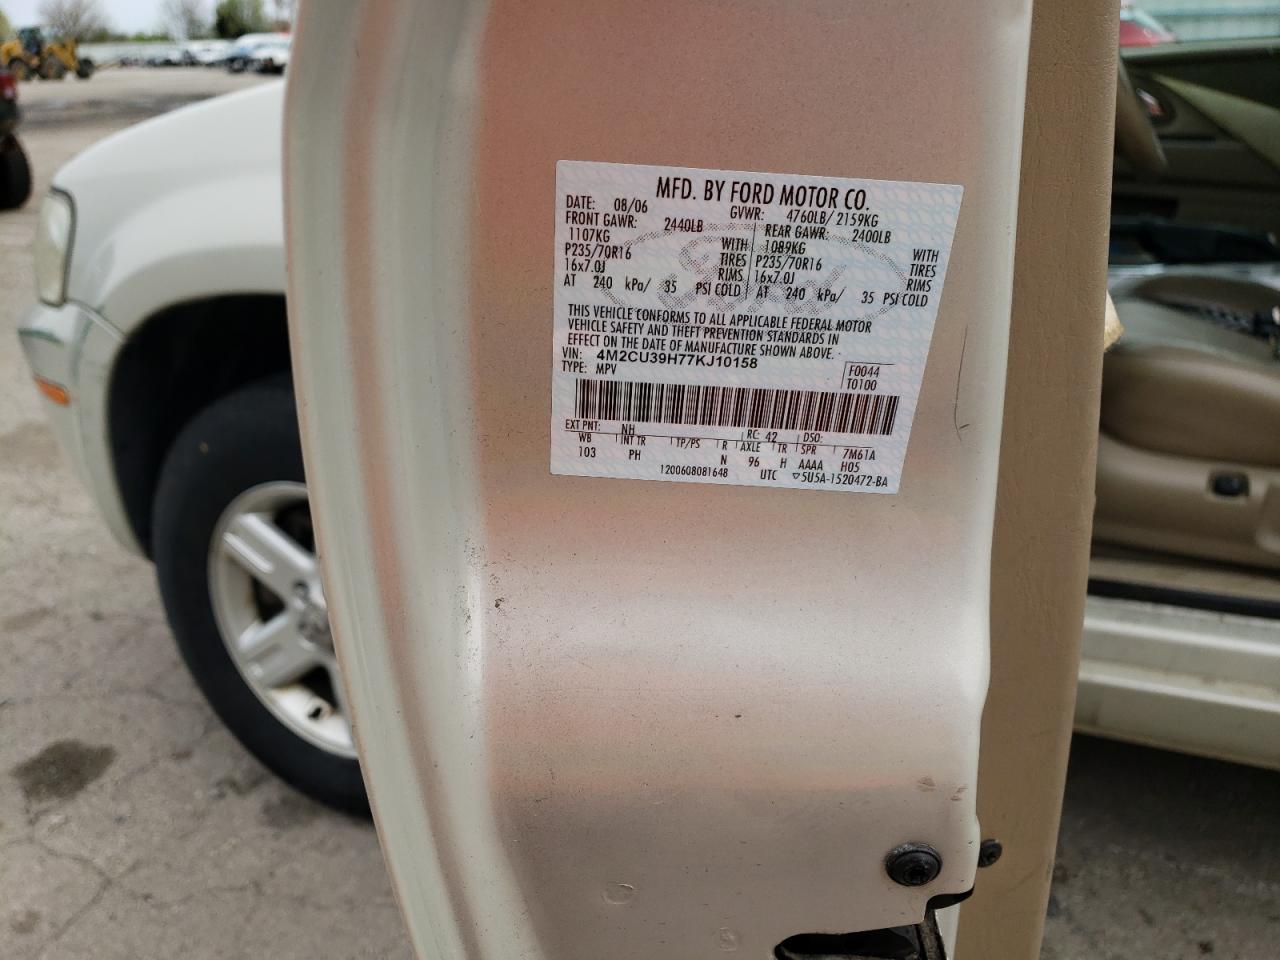 MFD. BY FORD MOTOR CO.
DATE: 08/06 GVWR: 4760LB/ 2159KG
FRONT GAWR: 2440LB REAR GAWR: 2400LB
1107KG WITH 1089KG WITH
P235/70R16 TIRES P235/70R16 TIRES
16x7.0J RIMS 16x7.0J RIMS
AT 240 kPa/ 35 PSI COLD AT 240 kPa/ 35 PSI COLD
Ford
THIS VEHICLE CONFORMS TO ALL APPLICABLE FEDERAL MOTOR
VEHICLE SAFETY AND THEFT PREVENTION STANDARDS IN
EFFECT ON THE DATE OF MANUFACTURE SHOWN ABOVE.
VIN: 4M2CU39H77KJ10158
TYPE: MPV
F0044
T0100
EXT PNT: NH RC: 42 DSO:
WB INT TR TP/PS R AXLE TR SPR 7M61A
103 PH N 96 H AAAA H05
1200608081648 UTC ▽5U5A-1520472-BA